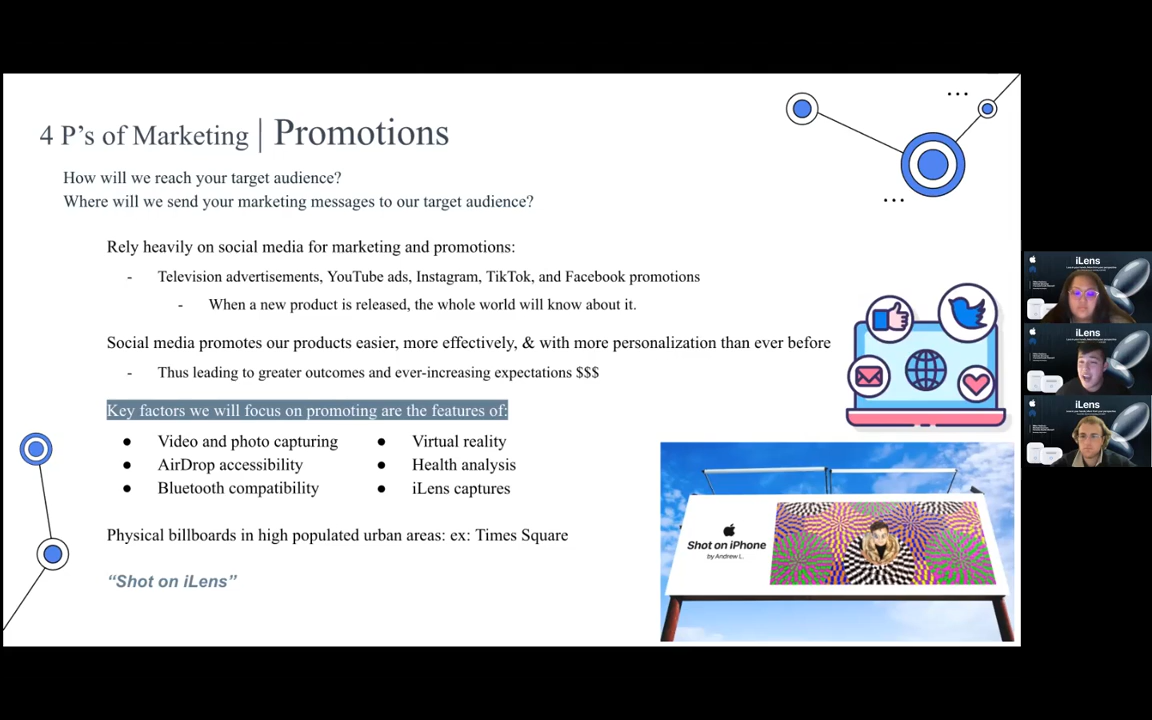 4 P’s of Marketing | Promotions
How will we reach your target audience?
Where will we send your marketing messages to our target audience?
Rely heavily on social media for marketing and promotions:
- Television advertisements, YouTube ads, Instagram, TikTok, and Facebook promotions
- When a new product is released, the whole world will know about it.
Social media promotes our products easier, more effectively, & with more personalization than ever before
- Thus leading to greater outcomes and ever-increasing expectations $$$
Key factors we will focus on promoting are the features of:
● Video and photo capturing
● AirDrop accessibility
● Bluetooth compatibility
● Virtual reality
● Health analysis
● iLens captures
Physical billboards in high populated urban areas: ex: Times Square
“Shot on iLens”
Shot on iPhone
by Andrew L.
iLens
iLens
iLens